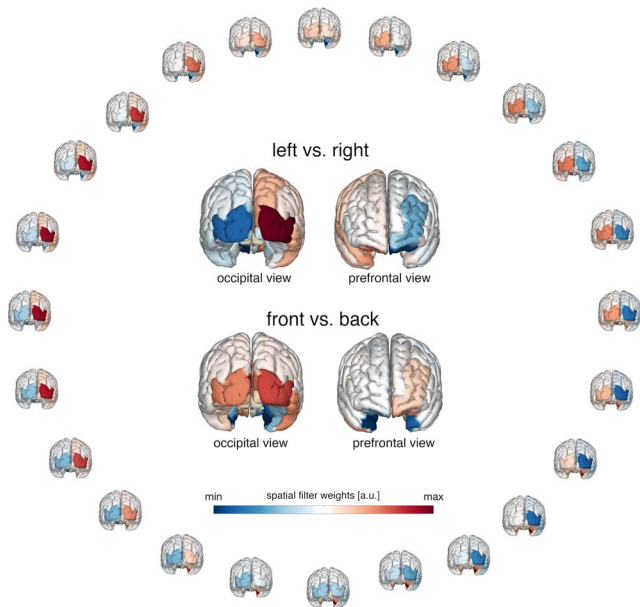 left vs. right
occipital view
prefrontal view
front vs. back
occipital view
prefrontal view
min
spatial filter weights [a.u.]
max